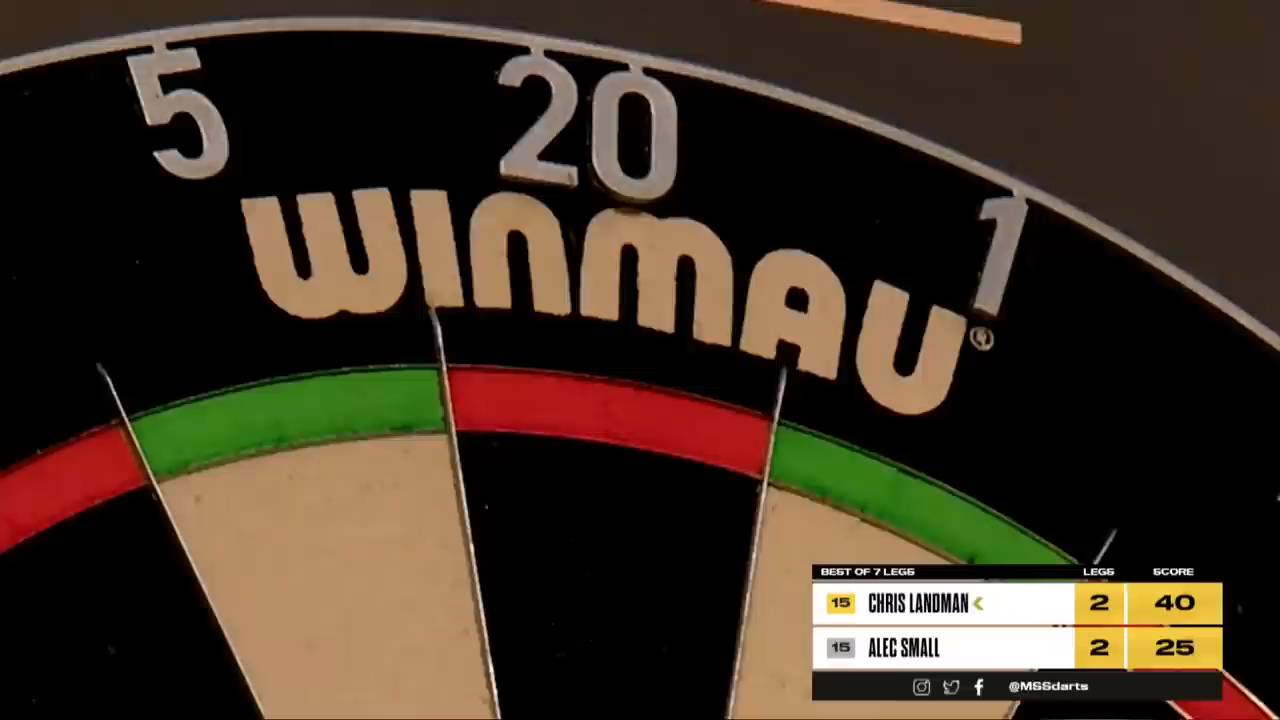 5 20 1
WINMAU®
BEST OF 7 LEGS LEGS SCORE
15 CHRIS LANDMAN < 2 40
15 ALEC SMALL 2 25
@MSSdarts